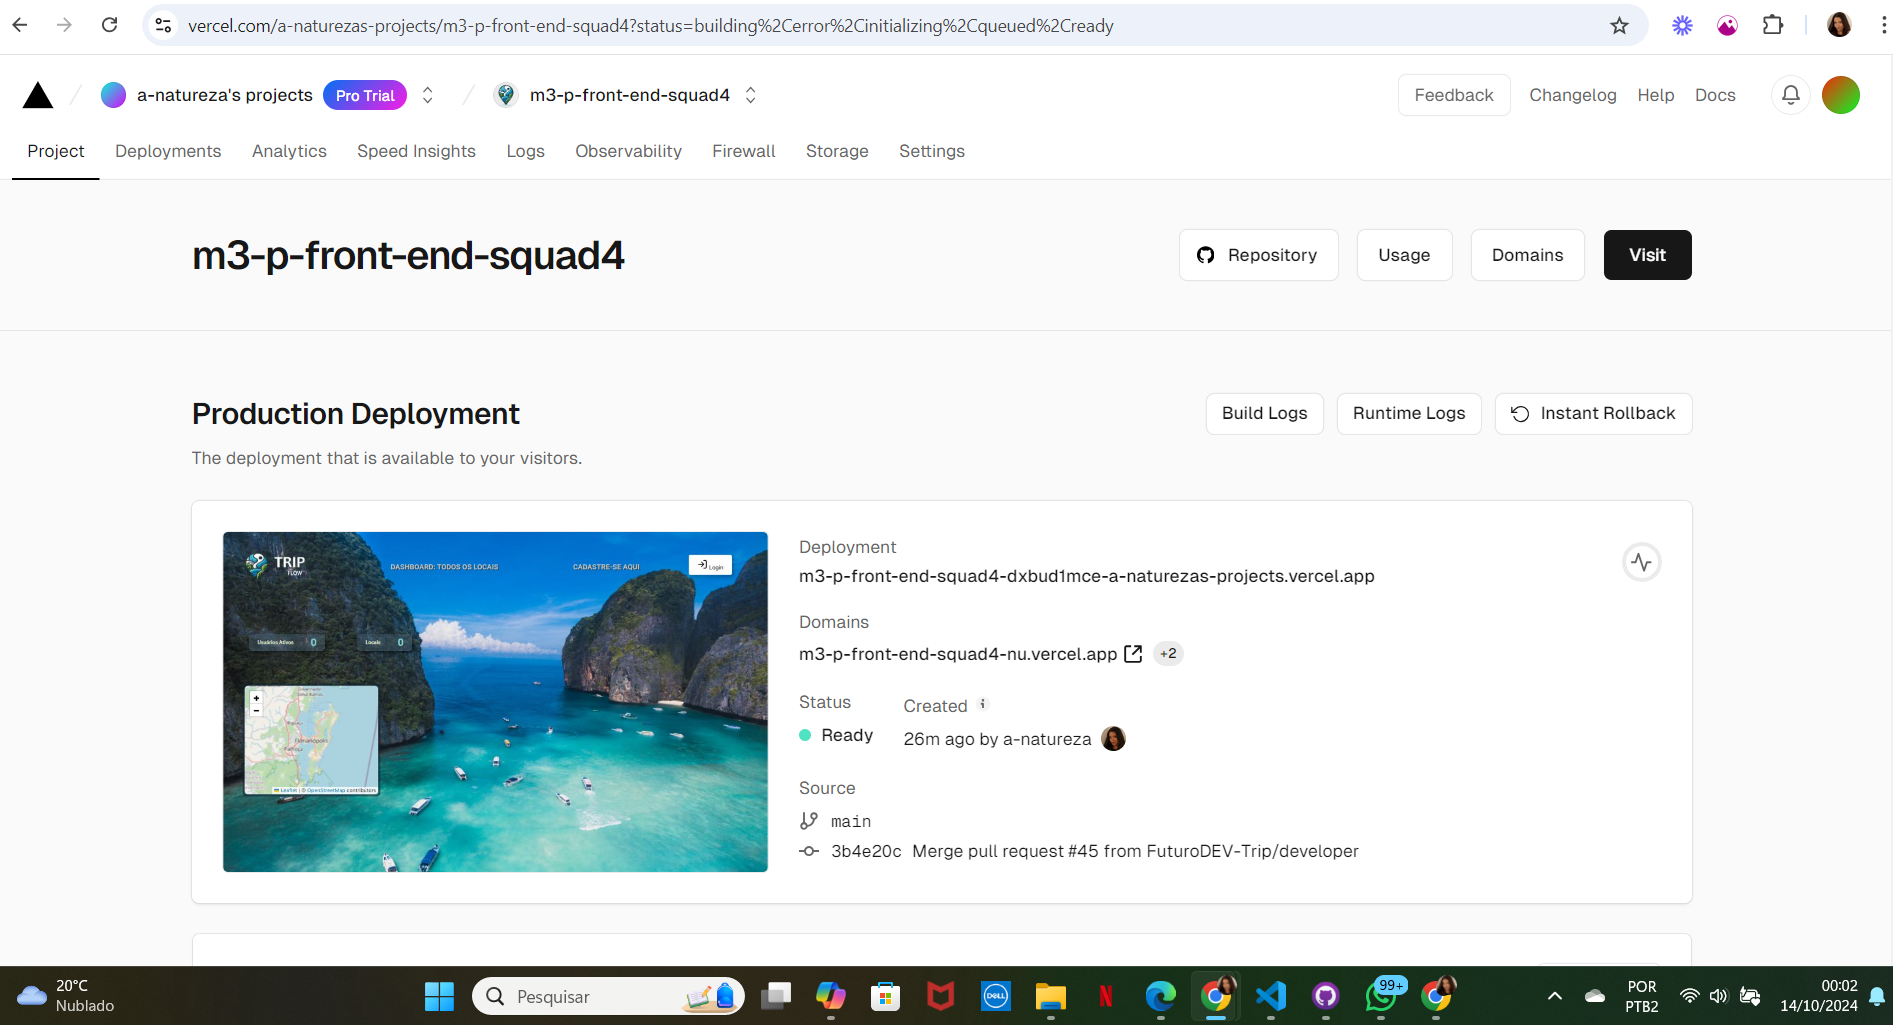 vercel.com/a-naturezas-projects/m3-p-front-end-squad4?status=building%2Cerror%2Cinitializing%2Cqueued%2Cready
a-natureza's projects Pro Trial m3-p-front-end-squad4 Feedback Changelog Help Docs
Project Deployments Analytics Speed Insights Logs Observability Firewall Storage Settings
m3-p-front-end-squad4 Repository Usage Domains Visit
Production Deployment Build Logs Runtime Logs Instant Rollback
The deployment that is available to your visitors.
TRIP
FLOW
DASHBOARD: TODOS OS LOCAIS CADASTRE-SE AQUI Login
Usuários Ativos 0 Locais 0
+
−
Florianópolis
Leaflet | © OpenStreetMap contributors
Deployment
m3-p-front-end-squad4-dxbud1mce-a-naturezas-projects.vercel.app
Domains
m3-p-front-end-squad4-nu.vercel.app +2
Status Created i
Ready 26m ago by a-natureza
Source
main
3b4e20c Merge pull request #45 from FuturoDEV-Trip/developer
20°C
Nublado
Pesquisar
DELL
N
99+
POR
PTB2
00:02
14/10/2024